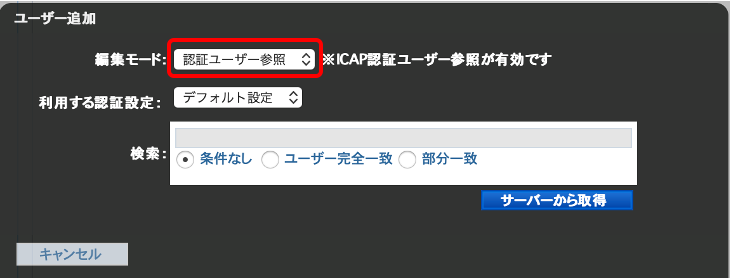 ユーザー追加
編集モード: 認証ユーザー参照 ※ICAP認証ユーザー参照が有効です
利用する認証設定: デフォルト設定
検索: 条件なし ユーザー完全一致 部分一致
サーバーから取得
キャンセル